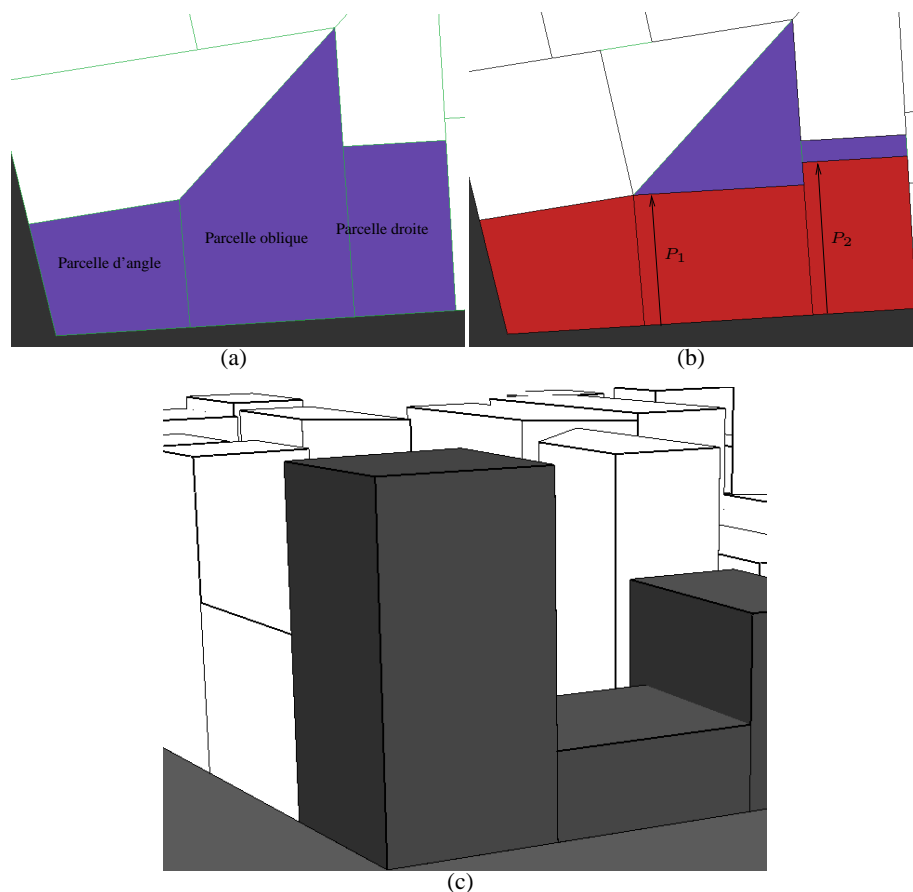 Parcelle d'angle
Parcelle oblique
Parcelle droite
P1
P2
(a)
(b)
(c)